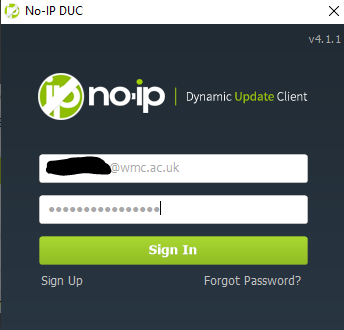 No-IP DUC
v4.1.1
no-ip Dynamic Update Client
@wmc.ac.uk
Sign In
Sign Up Forgot Password?